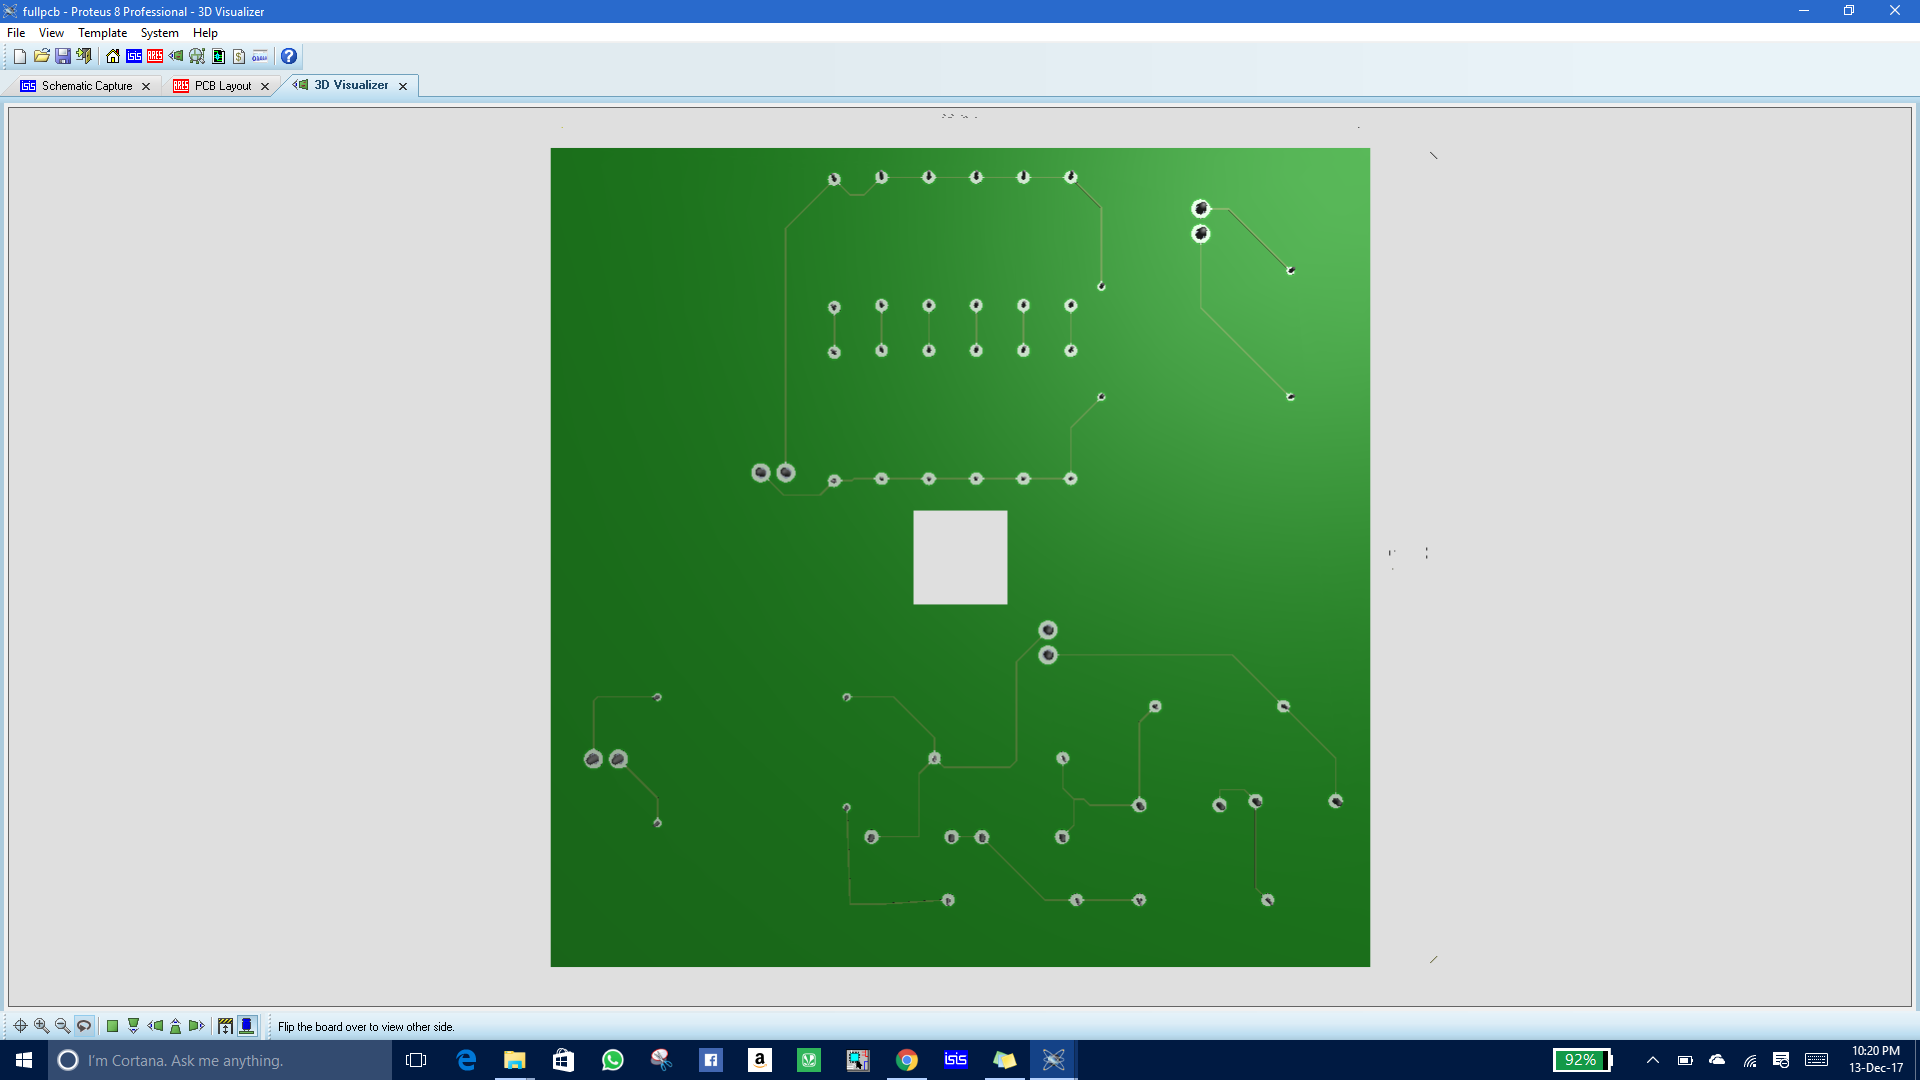 fullpcb - Proteus 8 Professional - 3D Visualizer
File View Template System Help
Schematic Capture PCB Layout 3D Visualizer
Flip the board over to view other side.
I'm Cortana. Ask me anything.
92%
10:20 PM
13-Dec-17